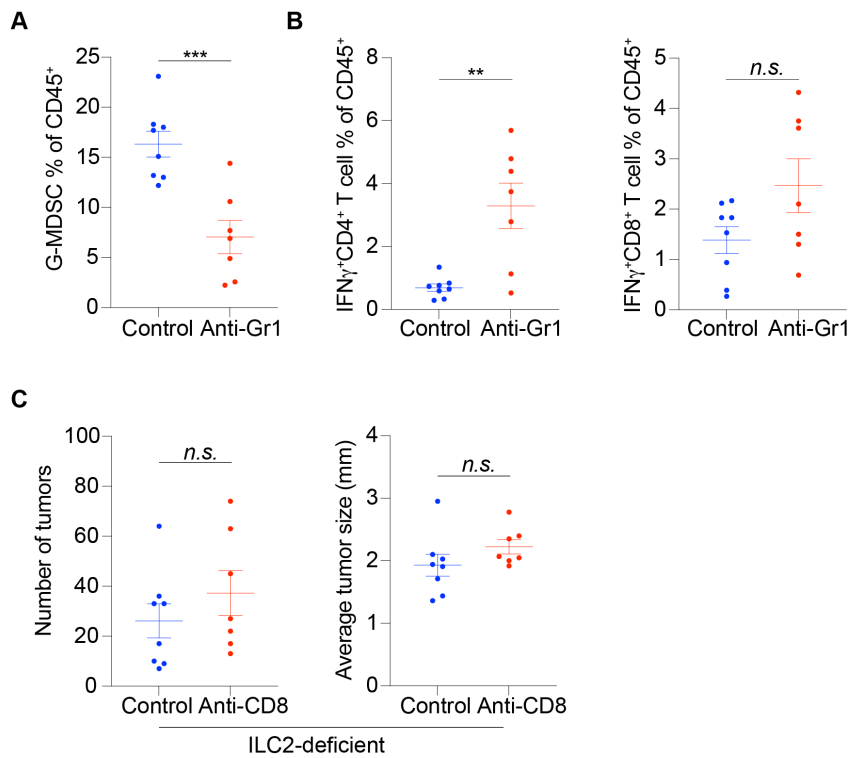 A
G-MDSC % of CD45⁺
25
20
15
10
5
0
***
Control Anti-Gr1
B
IFNγ⁺CD4⁺ T cell % of CD45⁺
8
6
4
2
0
**
Control Anti-Gr1
IFNγ⁺CD8⁺ T cell % of CD45⁺
5
4
3
2
1
0
n.s.
Control Anti-Gr1
C
Number of tumors
100
80
60
40
20
0
n.s.
Control Anti-CD8
Average tumor size (mm)
4
3
2
1
0
n.s.
Control Anti-CD8
ILC2-deficient